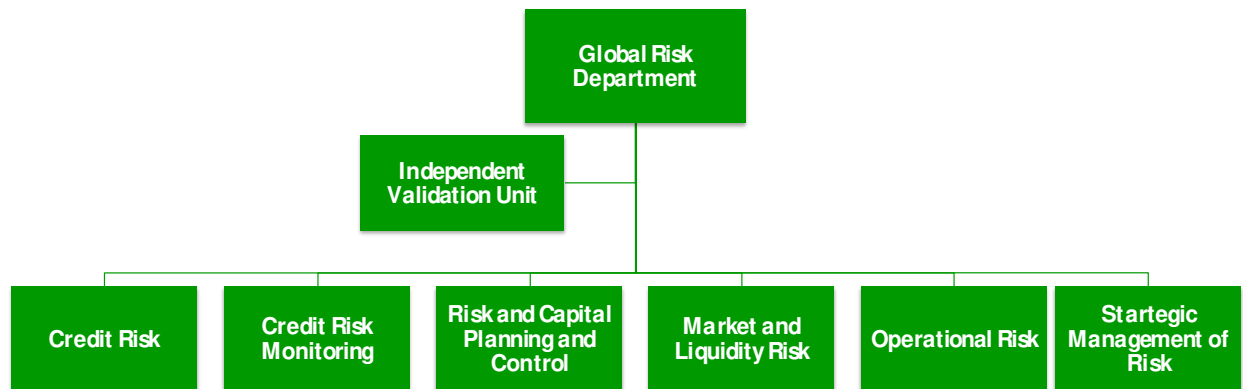 Global Risk
Department
Independent
Validation Unit
Credit Risk
Credit Risk
Monitoring
Risk and Capital
Planning and
Control
Market and
Liquidity Risk
Operational Risk
Startegic
Management of
Risk